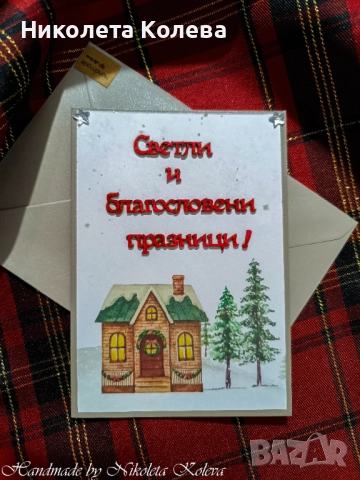 Николета Колева
Светли
и
благословени
празници!
Handmade by Nikoleta Koleva
BAZAR